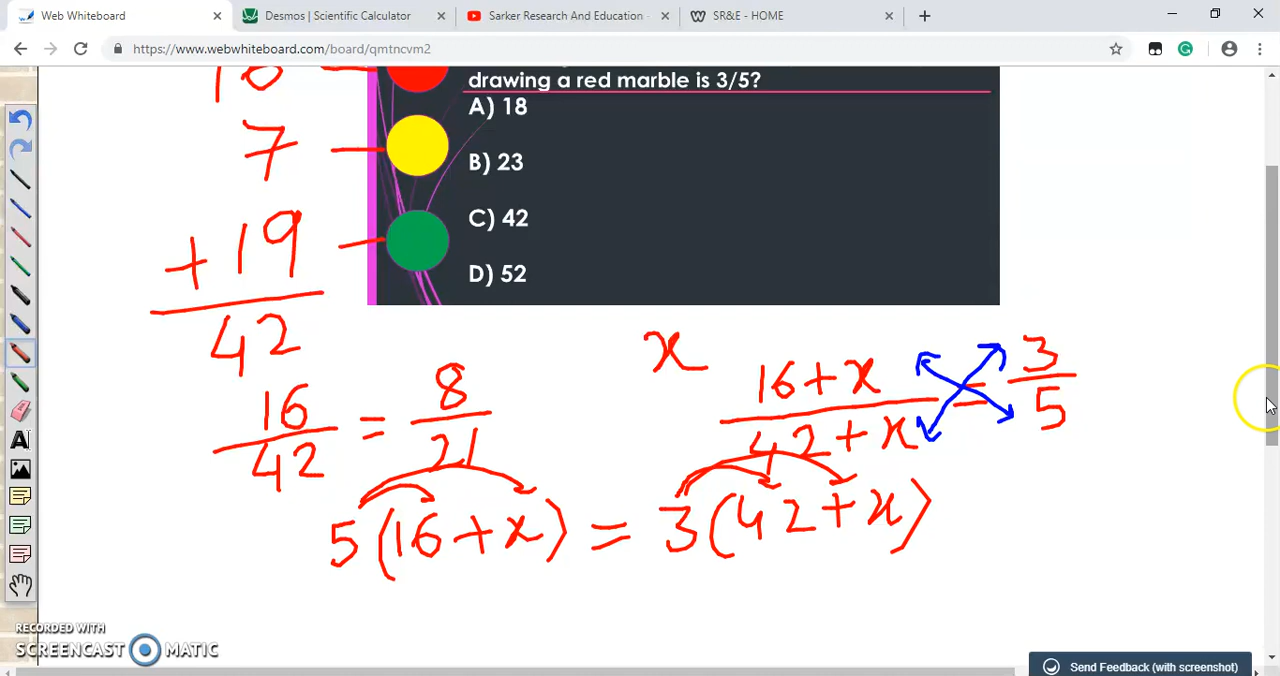 Web Whiteboard
Desmos | Scientific Calculator
Sarker Research And Education -
SR&E - HOME
https://www.webwhiteboard.com/board/qmtncvm2
drawing a red marble is 3/5?
A) 18
B) 23
C) 42
D) 52
7
+ 19
42
16/42 = 8/21
x
16+x/42+x = 3/5
5(16+x) = 3(42+x)
A
RECORDED WITH
SCREENCAST MATIC
Send Feedback (with screenshot)